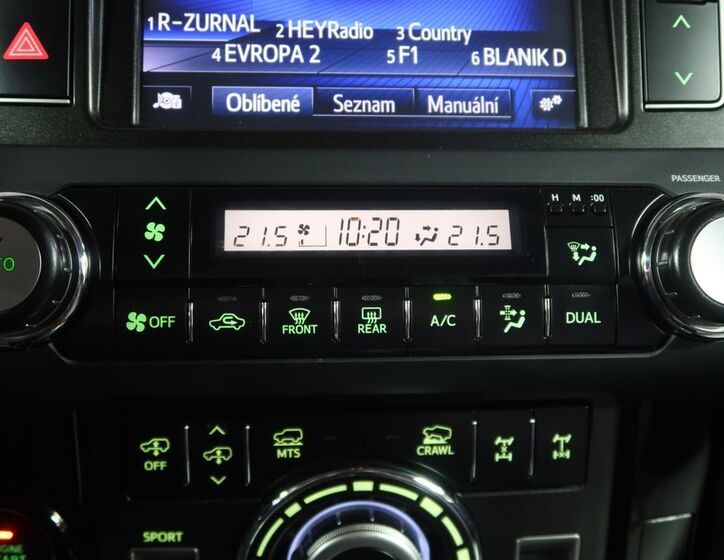 1 R-ZURNAL 2 HEYRadio 3 Country
4 EVROPA 2 5 F1 6 BLANIK D
Oblíbené Seznam Manuální
PASSENGER
H M :00
21.5 10:20 21.5
OFF FRONT REAR A/C DUAL
OFF MTS CRAWL
SPORT